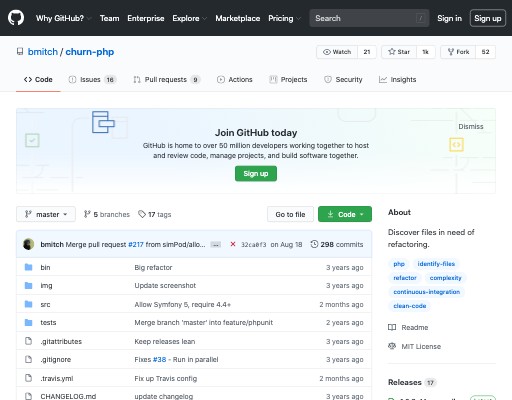 Why GitHub? Team Enterprise Explore Marketplace Pricing Search / Sign in Sign up
bmitch / churn-php Watch 21 Star 1k Fork 52
Code Issues 16 Pull requests 9 Actions Projects Security Insights
Dismiss
Join GitHub today
GitHub is home to over 50 million developers working together to host
and review code, manage projects, and build software together.
Sign up
master 5 branches 17 tags Go to file Code
bmitch Merge pull request #217 from simPod/allo... ... 32ca0f3 on Aug 18 298 commits
bin Big refactor 3 years ago
img Update screenshot 3 years ago
src Allow Symfony 5, require 4.4+ 2 months ago
tests Merge branch 'master' into feature/phpunit 2 months ago
.gitattributes Keep releases lean 3 years ago
.gitignore Fixes #38 - Run in parallel 3 years ago
.travis.yml Fix up Travis config 2 months ago
CHANGELOG.md update changelog 3 years ago
About
Discover files in need of
refactoring.
php identify-files
refactor complexity
continuous-integration
clean-code
Readme
MIT License
Releases 17